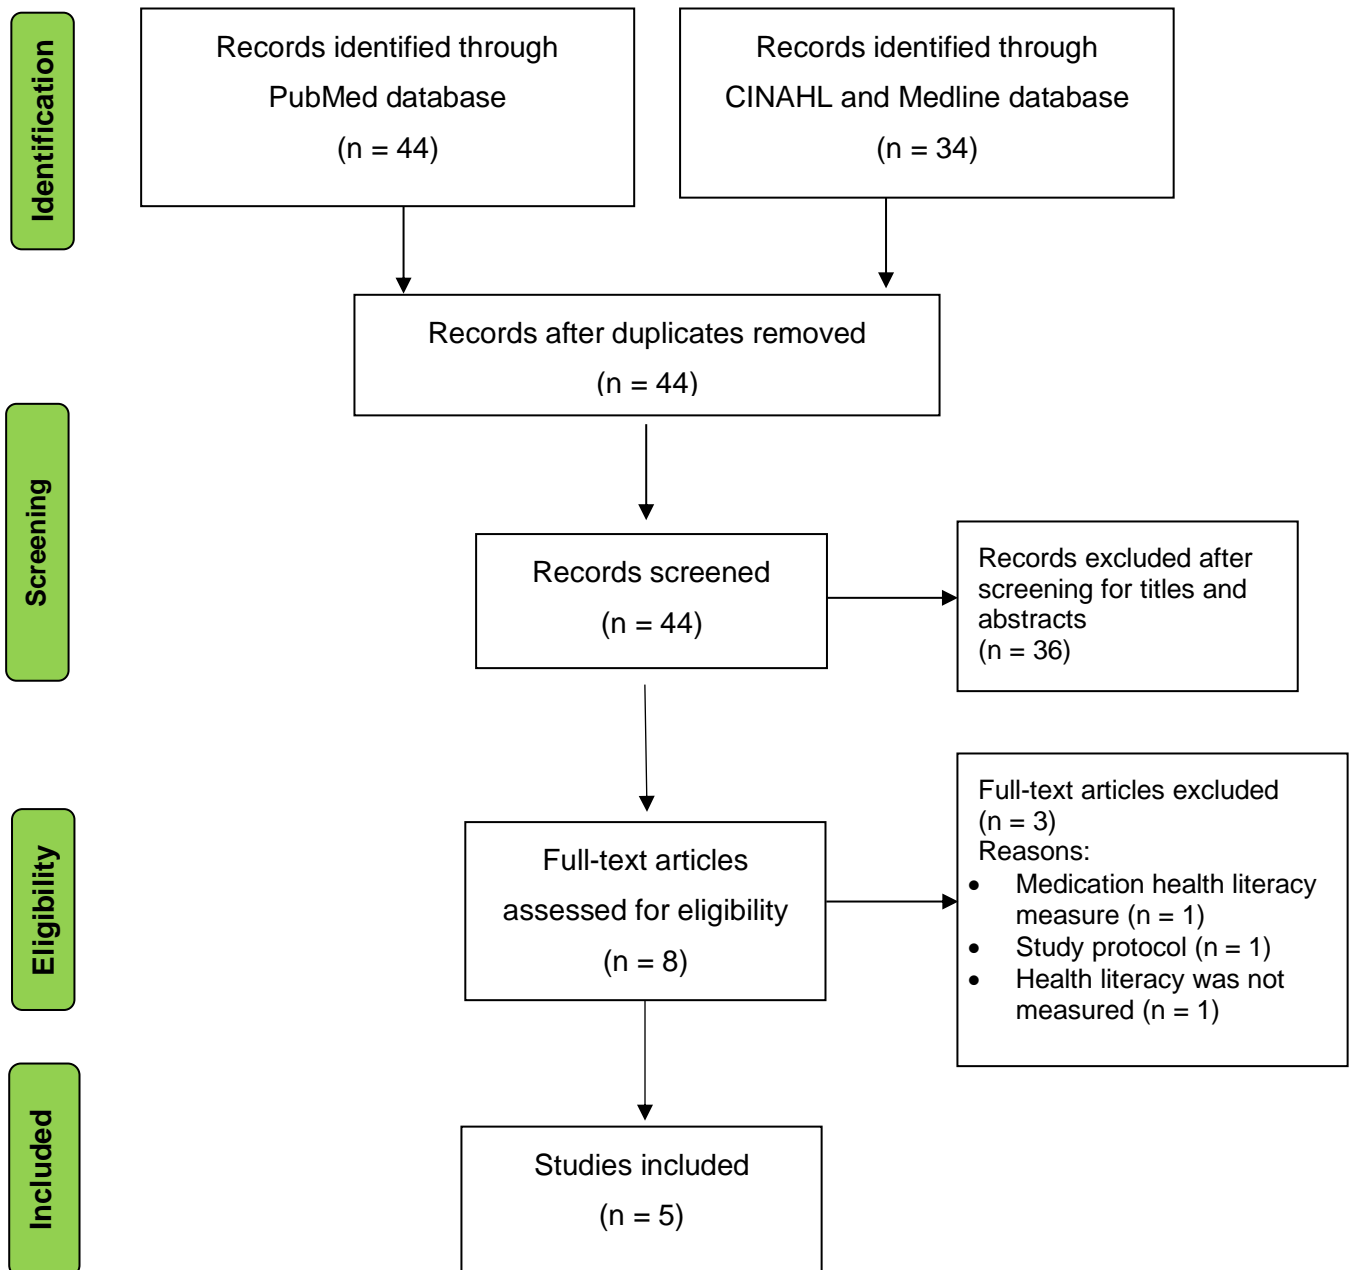 Identification
Records identified through
PubMed database
(n = 44)
Records identified through
CINAHL and Medline database
(n = 34)
Records after duplicates removed
(n = 44)
Screening
Records screened
(n = 44)
Records excluded after
screening for titles and
abstracts
(n = 36)
Eligibility
Full-text articles
assessed for eligibility
(n = 8)
Full-text articles excluded
(n = 3)
Reasons:
• Medication health literacy
measure (n = 1)
• Study protocol (n = 1)
• Health literacy was not
measured (n = 1)
Included
Studies included
(n = 5)